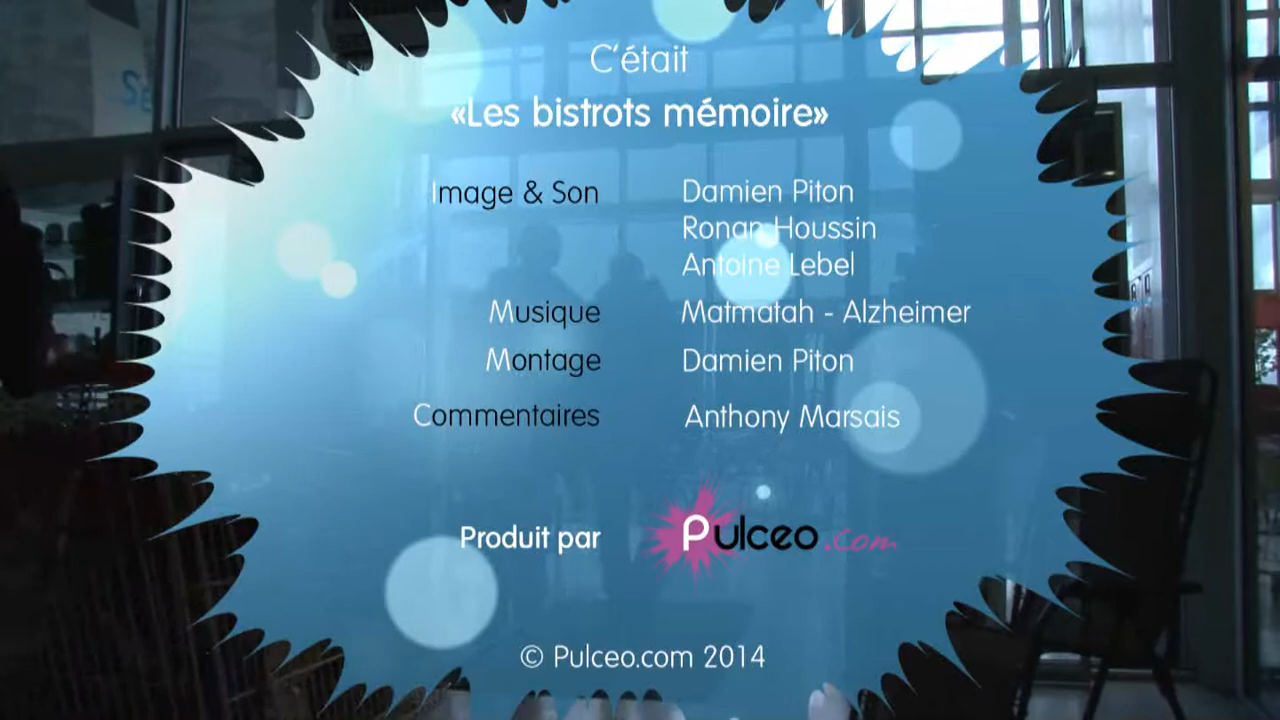 C'était
«Les bistrots mémoire»
Image & Son Damien Piton
Ronan Houssin
Antoine Lebel
Musique Matmatah - Alzheimer
Montage Damien Piton
Commentaires Anthony Marsais
Produit par Pulceo.com
© Pulceo.com 2014